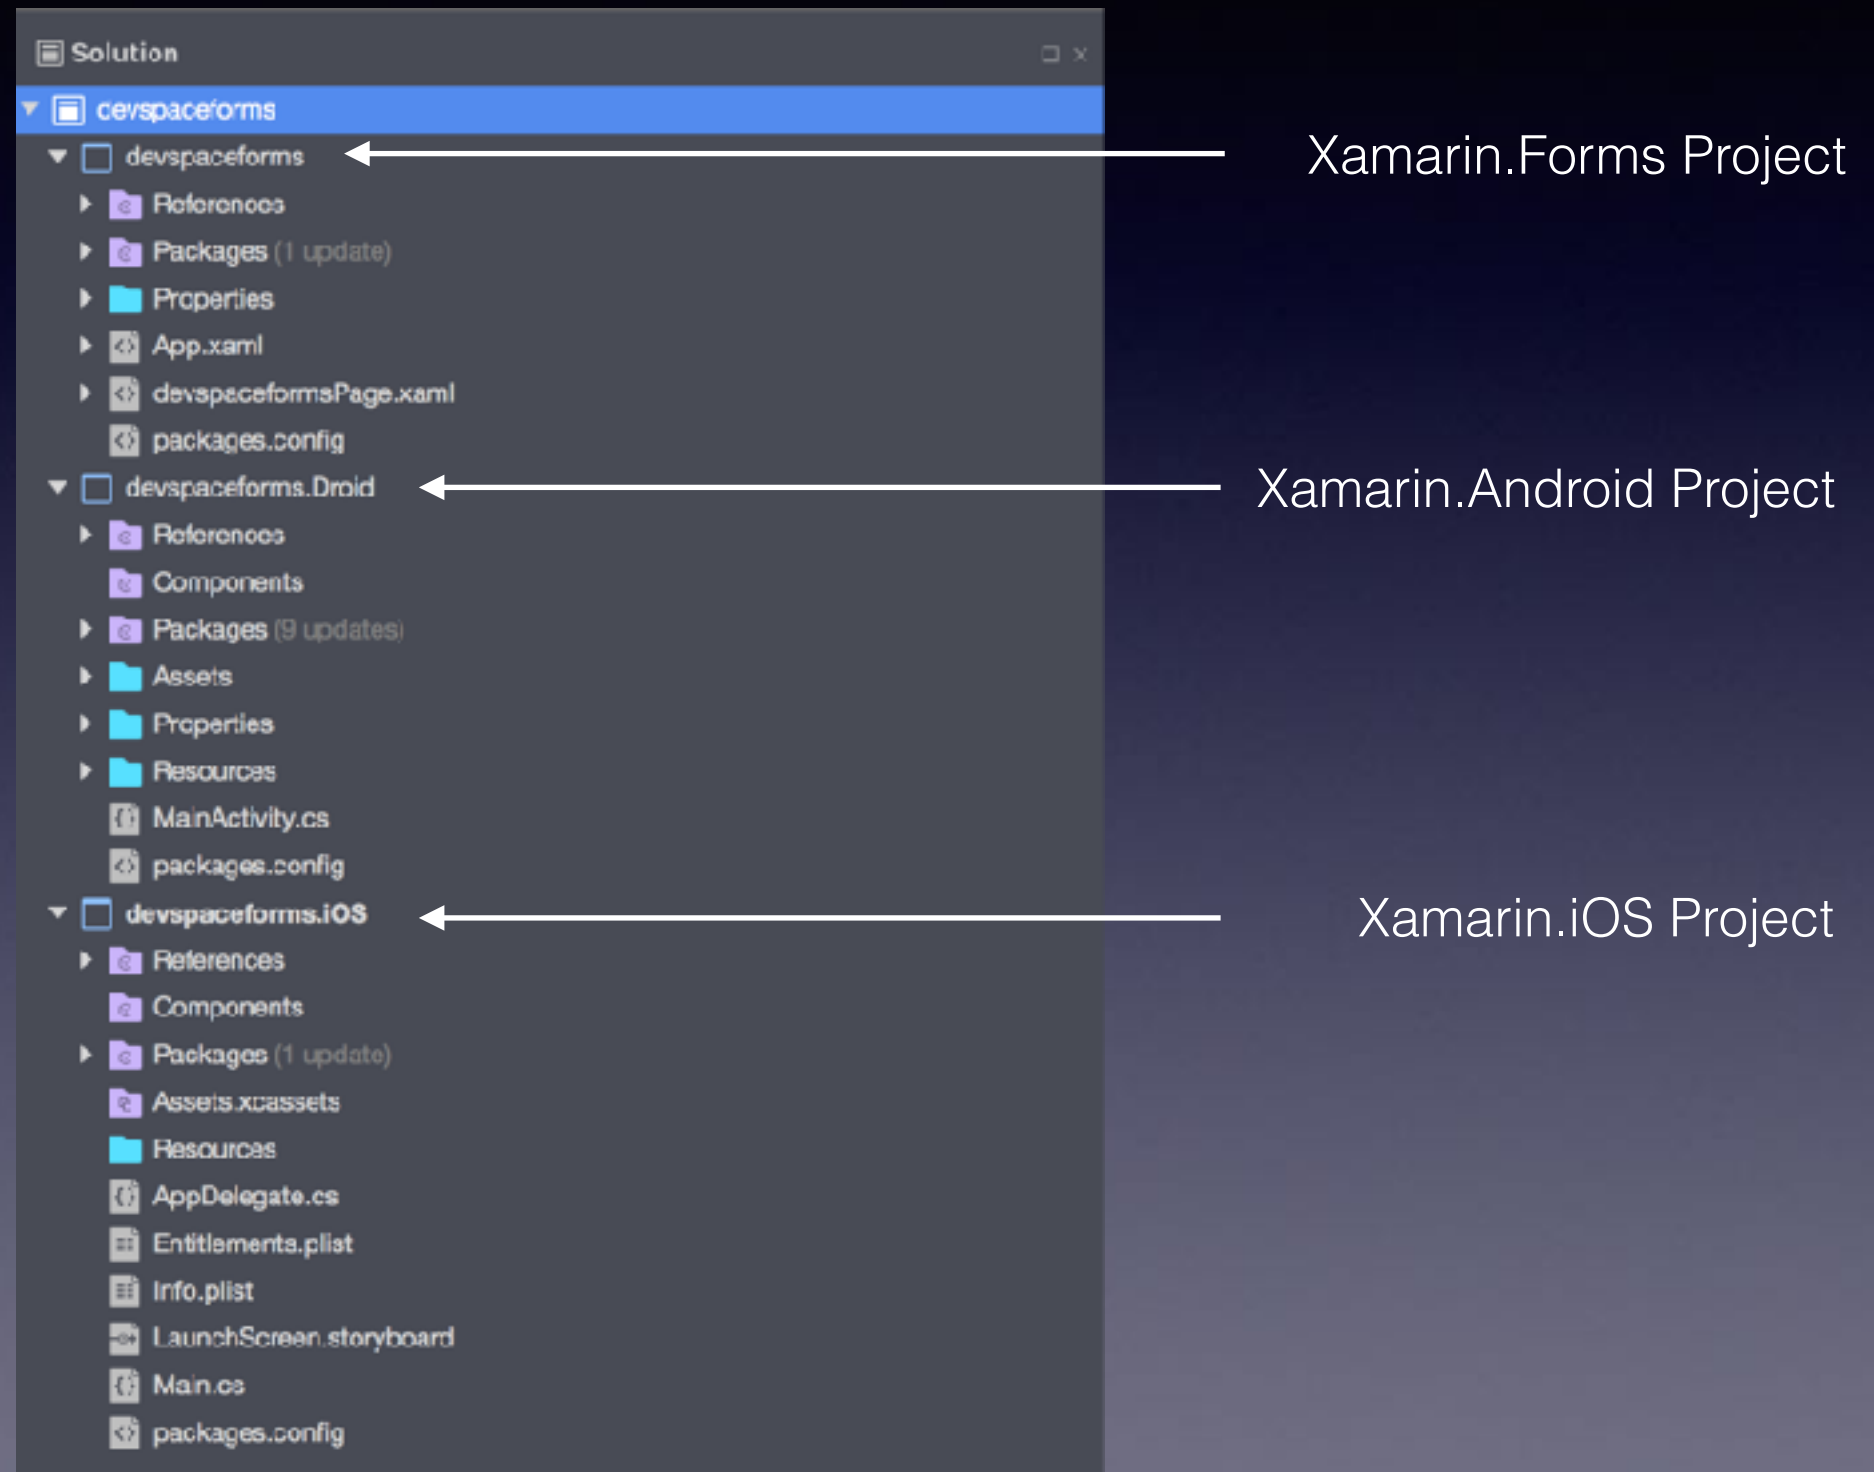 Solution
devspaceforms
devspaceforms
Xamarin.Forms Project
References
Packages (1 update)
Properties
App.xaml
devspaceformsPage.xaml
packages.config
devspaceforms.Droid
Xamarin.Android Project
References
Components
Packages (9 updates)
Assets
Properties
Resources
MainActivity.cs
packages.config
devspaceforms.iOS
Xamarin.iOS Project
References
Components
Packages (1 update)
Assets.xcassets
Resources
AppDelegate.cs
Entitlements.plist
Info.plist
LaunchScreen.storyboard
Main.cs
packages.config